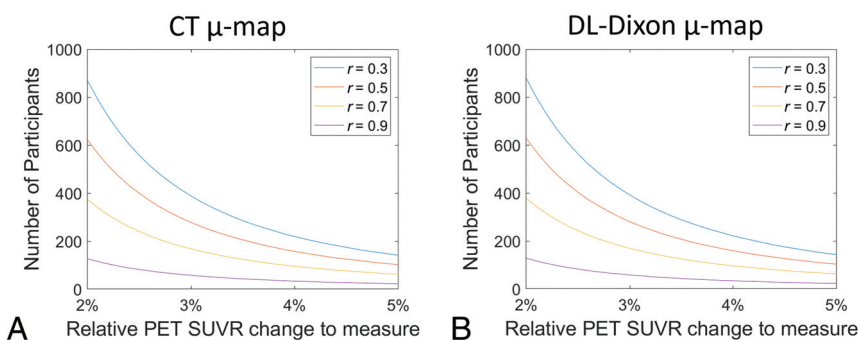 CT μ-map
1000
800
600
400
200
0
Number of Participants
r = 0.3
r = 0.5
r = 0.7
r = 0.9
2% 3% 4% 5%
Relative PET SUVR change to measure
A
DL-Dixon μ-map
1000
800
600
400
200
0
Number of Participants
r = 0.3
r = 0.5
r = 0.7
r = 0.9
2% 3% 4% 5%
Relative PET SUVR change to measure
B